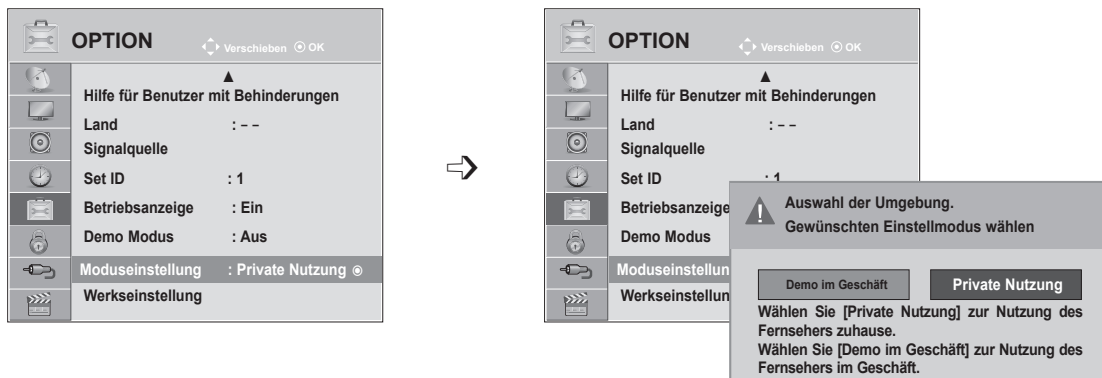 OPTION Verschieben OK
Hilfe für Benutzer mit Behinderungen
Land : – –
Signalquelle
Set ID : 1
Betriebsanzeige : Ein
Demo Modus : Aus
Moduseinstellung : Private Nutzung
Werkseinstellung
OPTION Verschieben OK
Hilfe für Benutzer mit Behinderungen
Land : – –
Signalquelle
Set ID : 1
Betriebsanzeige
Demo Modus
Moduseinstellun
Werkseinstellun
Auswahl der Umgebung.
Gewünschten Einstellmodus wählen
Demo im Geschäft Private Nutzung
Wählen Sie [Private Nutzung] zur Nutzung des
Fernsehers zuhause.
Wählen Sie [Demo im Geschäft] zur Nutzung des
Fernsehers im Geschäft.